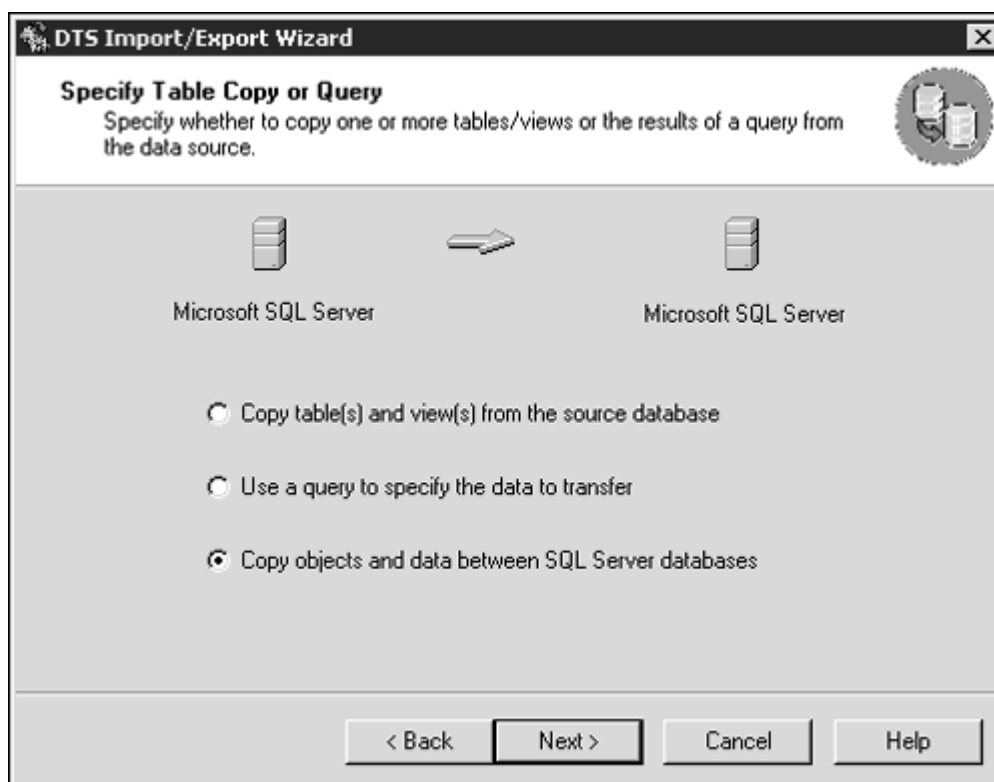 DTS Import/Export Wizard
Specify Table Copy or Query
Specify whether to copy one or more tables/views or the results of a query from
the data source.
Microsoft SQL Server
Microsoft SQL Server
Copy table(s) and view(s) from the source database
Use a query to specify the data to transfer
Copy objects and data between SQL Server databases
< Back
Next >
Cancel
Help